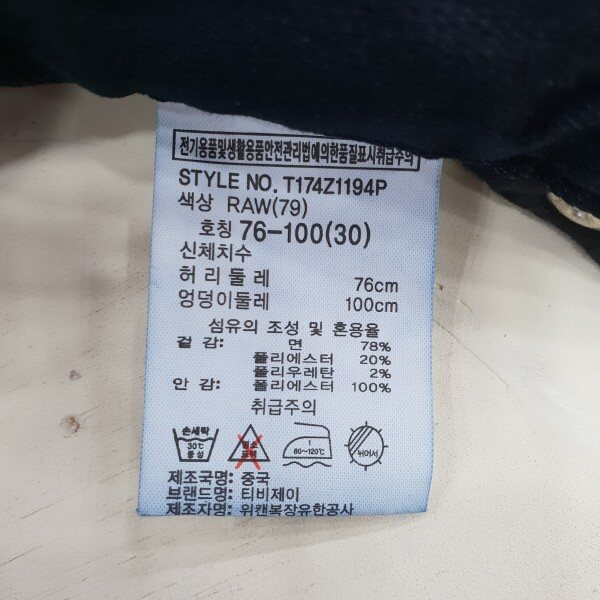 전기용품및생활용품안전관리법에의한품질표시취급주의
STYLE NO. T174Z1194P
색상 RAW(79)
호칭 76-100(30)
신체치수
허리둘레 76cm
엉덩이둘레 100cm
섬유의 조성 및 혼용율
겉감: 면 78%
폴리에스터 20%
폴리우레탄 2%
안감: 폴리에스터 100%
취급주의
손세탁 30℃ 중성
염소 표백
1 80~120℃
뉘어서
제조국명: 중국
브랜드명: 티비제이
제조자명: 위캔복장유한공사